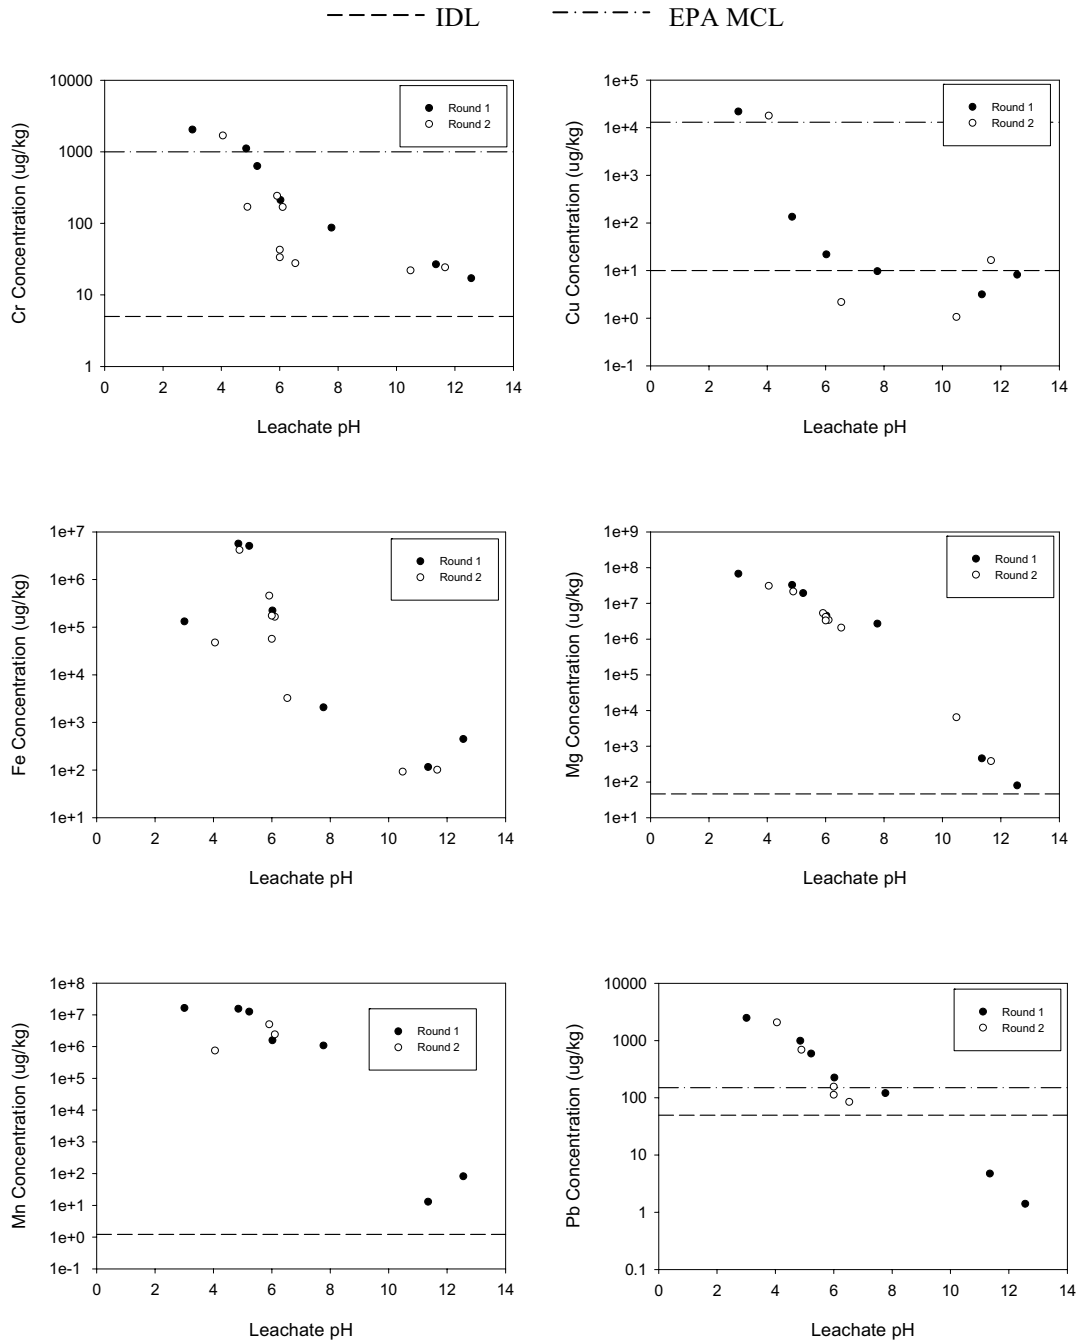 IDL EPA MCL
Cr Concentration (ug/kg)
10000
1000
100
10
1
Round 1
Round 2
0 2 4 6 8 10 12 14
Leachate pH
Cu Concentration (ug/kg)
1e+5
1e+4
1e+3
1e+2
1e+1
1e+0
1e-1
Round 1
Round 2
0 2 4 6 8 10 12 14
Leachate pH
Fe Concentration (ug/kg)
1e+7
1e+6
1e+5
1e+4
1e+3
1e+2
1e+1
Round 1
Round 2
0 2 4 6 8 10 12 14
Leachate pH
Mg Concentration (ug/kg)
1e+9
1e+8
1e+7
1e+6
1e+5
1e+4
1e+3
1e+2
1e+1
Round 1
Round 2
0 2 4 6 8 10 12 14
Leachate pH
Mn Concentration (ug/kg)
1e+8
1e+7
1e+6
1e+5
1e+4
1e+3
1e+2
1e+1
1e+0
1e-1
Round 1
Round 2
0 2 4 6 8 10 12 14
Leachate pH
Pb Concentration (ug/kg)
10000
1000
100
10
1
0.1
Round 1
Round 2
0 2 4 6 8 10 12 14
Leachate pH